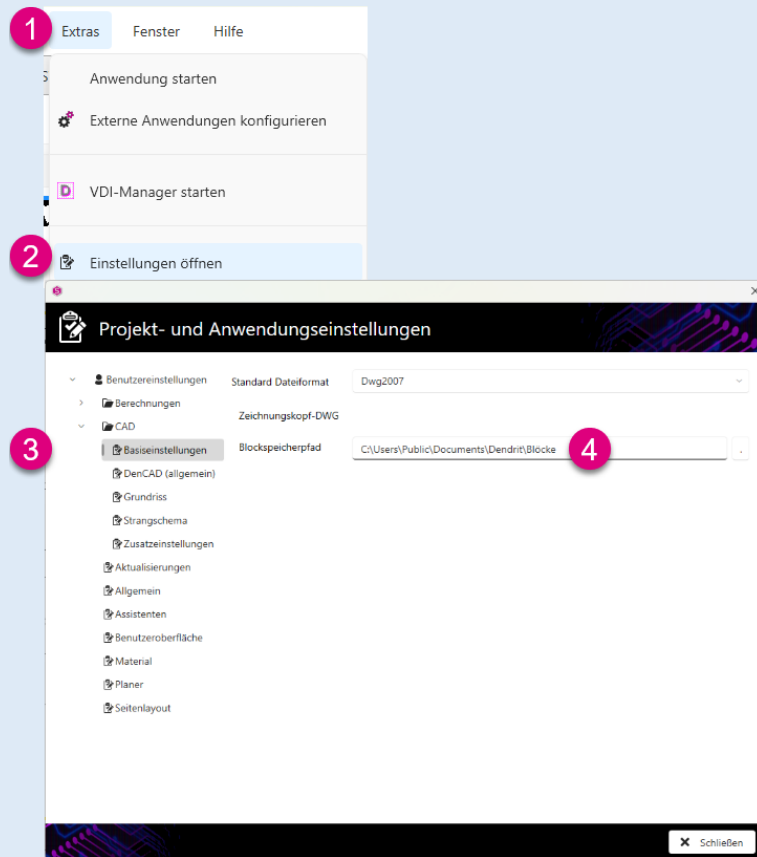 1
Extras Fenster Hilfe
Anwendung starten
Externe Anwendungen konfigurieren
D VDI-Manager starten
2
Einstellungen öffnen
Projekt- und Anwendungseinstellungen
Benutzereinstellungen
Standard Dateiformat Dwg2007
Berechnungen
Zeichnungskopf-DWG
CAD
3
Basiseinstellungen
Blockspeicherpfad C:\Users\Public\Documents\Dendrit\Blöcke 4 .
DenCAD (allgemein)
Grundriss
Strangschema
Zusatzeinstellungen
Aktualisierungen
Allgemein
Assistenten
Benutzeroberfläche
Material
Planer
Seitenlayout
Schließen